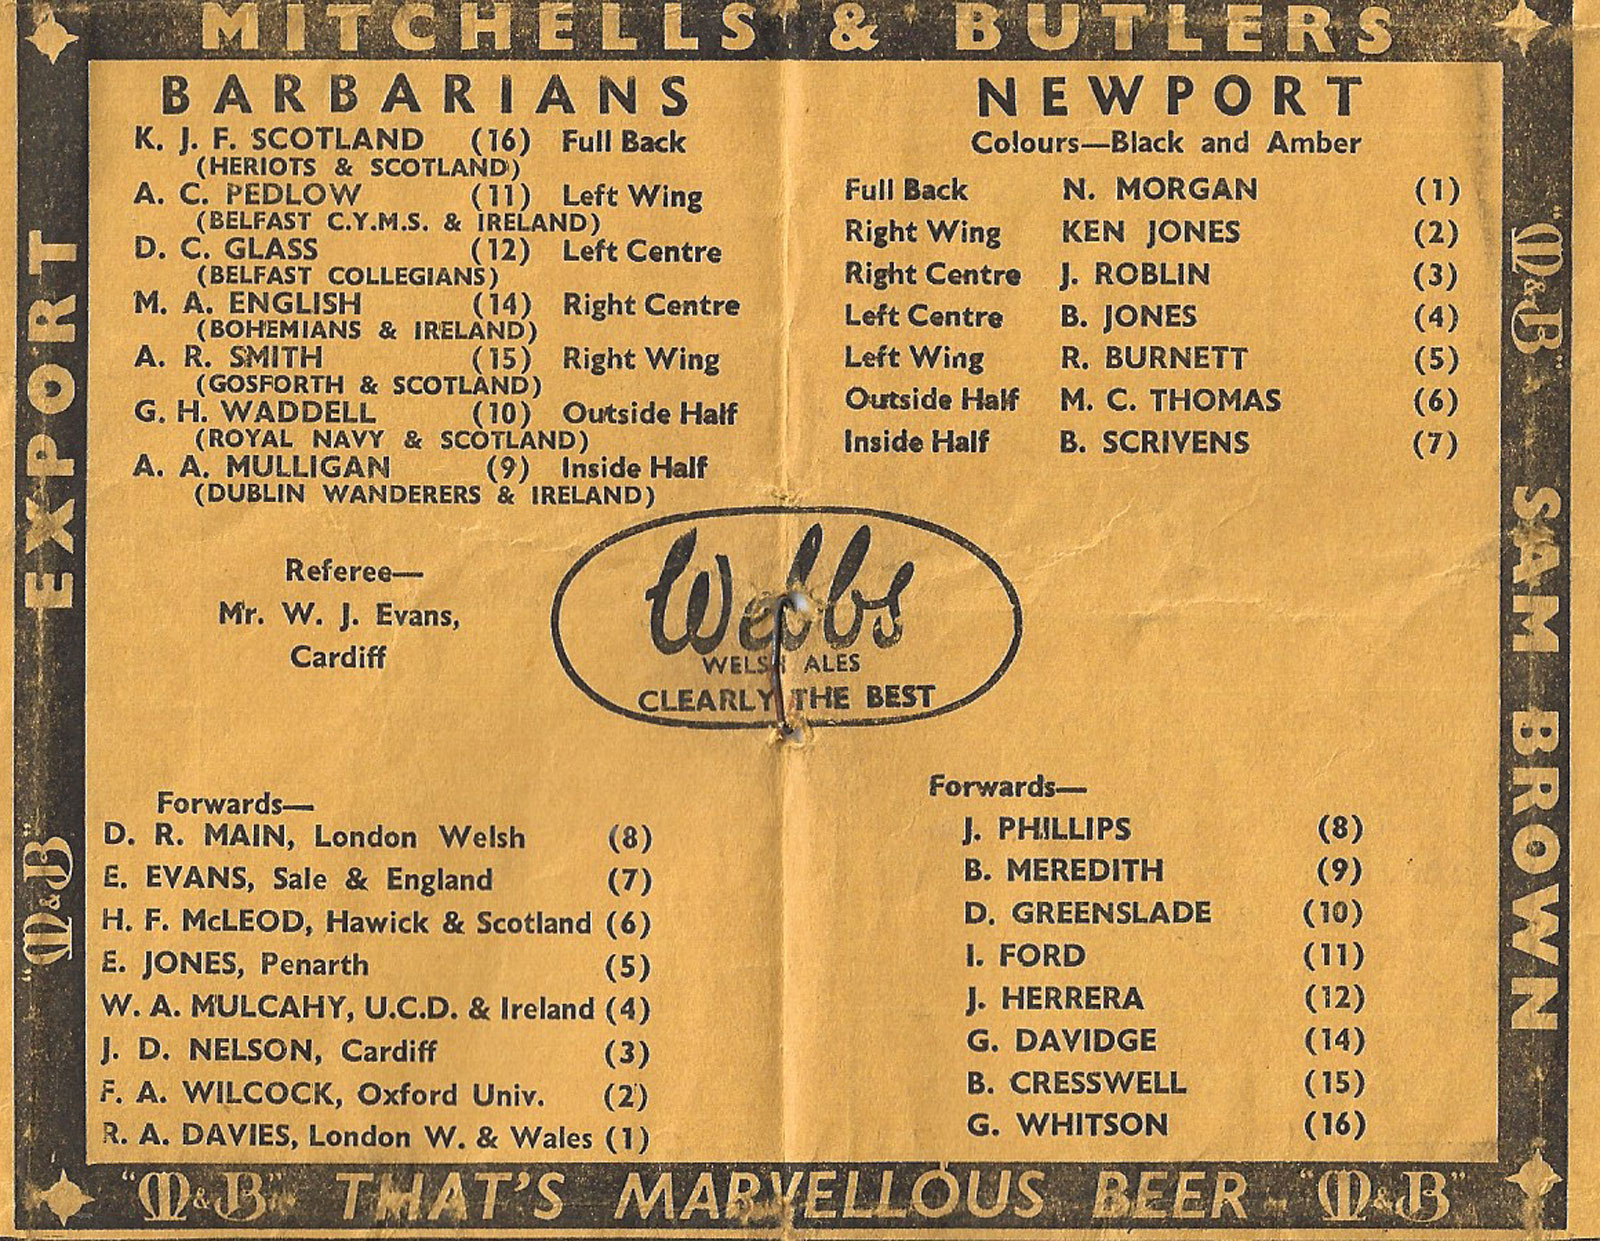 MITCHELLS & BUTLERS
BARBARIANS
K. J. F. SCOTLAND (16) Full Back
(HERIOTS & SCOTLAND)
A. C. PEDLOW (11) Left Wing
(BELFAST C.Y.M.S. & IRELAND)
D. C. GLASS (12) Left Centre
(BELFAST COLLEGIANS)
M. A. ENGLISH (14) Right Centre
(BOHEMIANS & IRELAND)
A. R. SMITH (15) Right Wing
(GOSFORTH & SCOTLAND)
G. H. WADDELL (10) Outside Half
(ROYAL NAVY & SCOTLAND)
A. A. MULLIGAN (9) Inside Half
(DUBLIN WANDERERS & IRELAND)
Referee—
Mr. W. J. Evans,
Cardiff
Forwards—
D. R. MAIN, London Welsh (8)
E. EVANS, Sale & England (7)
H. F. McLEOD, Hawick & Scotland (6)
E. JONES, Penarth (5)
W. A. MULCAHY, U.C.D. & Ireland (4)
J. D. NELSON, Cardiff (3)
F. A. WILCOCK, Oxford Univ. (2)
R. A. DAVIES, London W. & Wales (1)
Webbs
WELSH ALES
CLEARLY THE BEST
NEWPORT
Colours—Black and Amber
Full Back N. MORGAN (1)
Right Wing KEN JONES (2)
Right Centre J. ROBLIN (3)
Left Centre B. JONES (4)
Left Wing R. BURNETT (5)
Outside Half M. C. THOMAS (6)
Inside Half B. SCRIVENS (7)
Forwards—
J. PHILLIPS (8)
B. MEREDITH (9)
D. GREENSLADE (10)
I. FORD (11)
J. HERRERA (12)
G. DAVIDGE (14)
B. CRESSWELL (15)
G. WHITSON (16)
"M&B" EXPORT
"M&B" SAM BROWN
"M&B" THAT'S MARVELLOUS BEER "M&B"